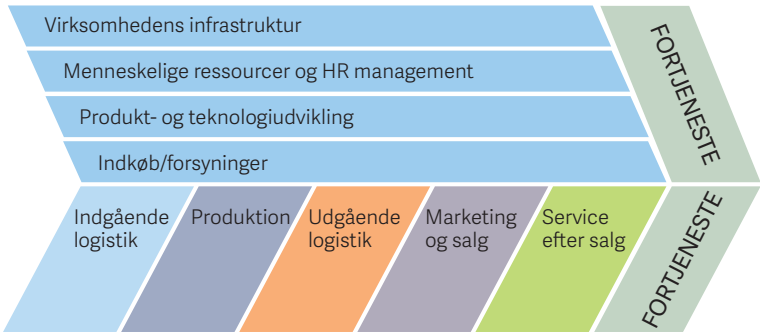 Virksomhedens infrastruktur
Menneskelige ressourcer og HR management
Produkt- og teknologiudvikling
Indkøb/forsyninger
FORTJENESTE
Indgående
logistik
Produktion
Udgående
logistik
Marketing
og salg
Service
efter salg
FORTJENESTE